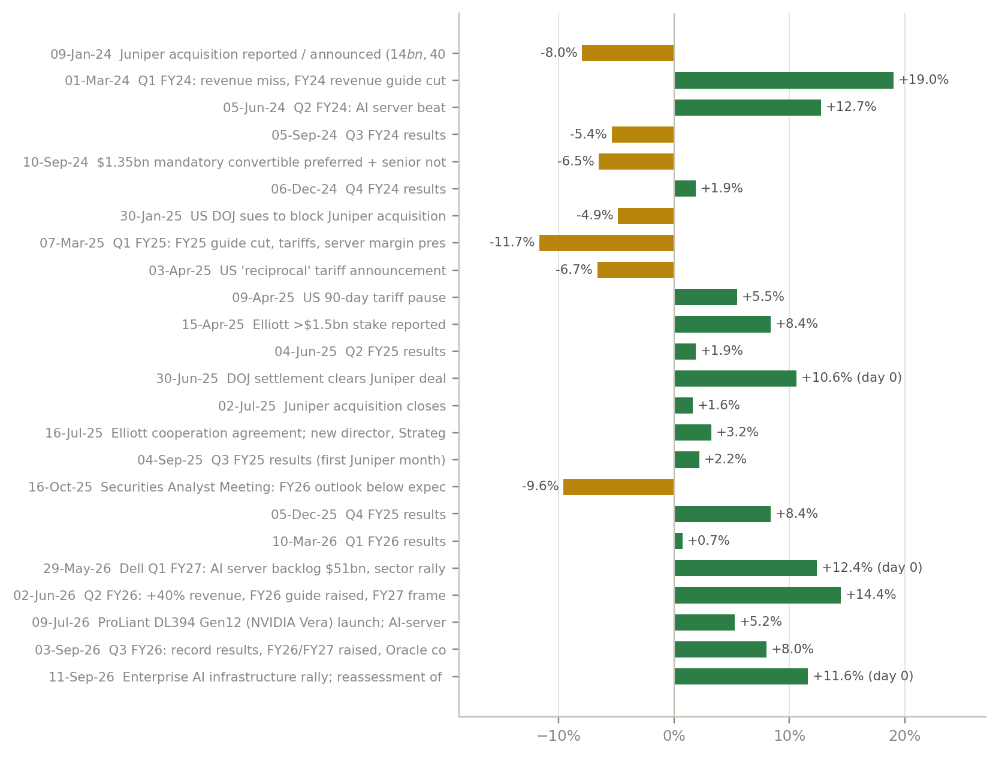 09-Jan-24  Juniper acquisition reported / announced (14bn, 40
-8.0%
01-Mar-24  Q1 FY24: revenue miss, FY24 revenue guide cut
+19.0%
05-Jun-24  Q2 FY24: AI server beat
+12.7%
05-Sep-24  Q3 FY24 results
-5.4%
10-Sep-24  $1.35bn mandatory convertible preferred + senior not
-6.5%
06-Dec-24  Q4 FY24 results
+1.9%
30-Jan-25  US DOJ sues to block Juniper acquisition
-4.9%
07-Mar-25  Q1 FY25: FY25 guide cut, tariffs, server margin pres
-11.7%
03-Apr-25  US 'reciprocal' tariff announcement
-6.7%
09-Apr-25  US 90-day tariff pause
+5.5%
15-Apr-25  Elliott >$1.5bn stake reported
+8.4%
04-Jun-25  Q2 FY25 results
+1.9%
30-Jun-25  DOJ settlement clears Juniper deal
+10.6% (day 0)
02-Jul-25  Juniper acquisition closes
+1.6%
16-Jul-25  Elliott cooperation agreement; new director, Strateg
+3.2%
04-Sep-25  Q3 FY25 results (first Juniper month)
+2.2%
16-Oct-25  Securities Analyst Meeting: FY26 outlook below expec
-9.6%
05-Dec-25  Q4 FY25 results
+8.4%
10-Mar-26  Q1 FY26 results
+0.7%
29-May-26  Dell Q1 FY27: AI server backlog $51bn, sector rally
+12.4% (day 0)
02-Jun-26  Q2 FY26: +40% revenue, FY26 guide raised, FY27 frame
+14.4%
09-Jul-26  ProLiant DL394 Gen12 (NVIDIA Vera) launch; AI-server
+5.2%
03-Sep-26  Q3 FY26: record results, FY26/FY27 raised, Oracle co
+8.0%
11-Sep-26  Enterprise AI infrastructure rally; reassessment of
+11.6% (day 0)
−10%  0%  10%  20%